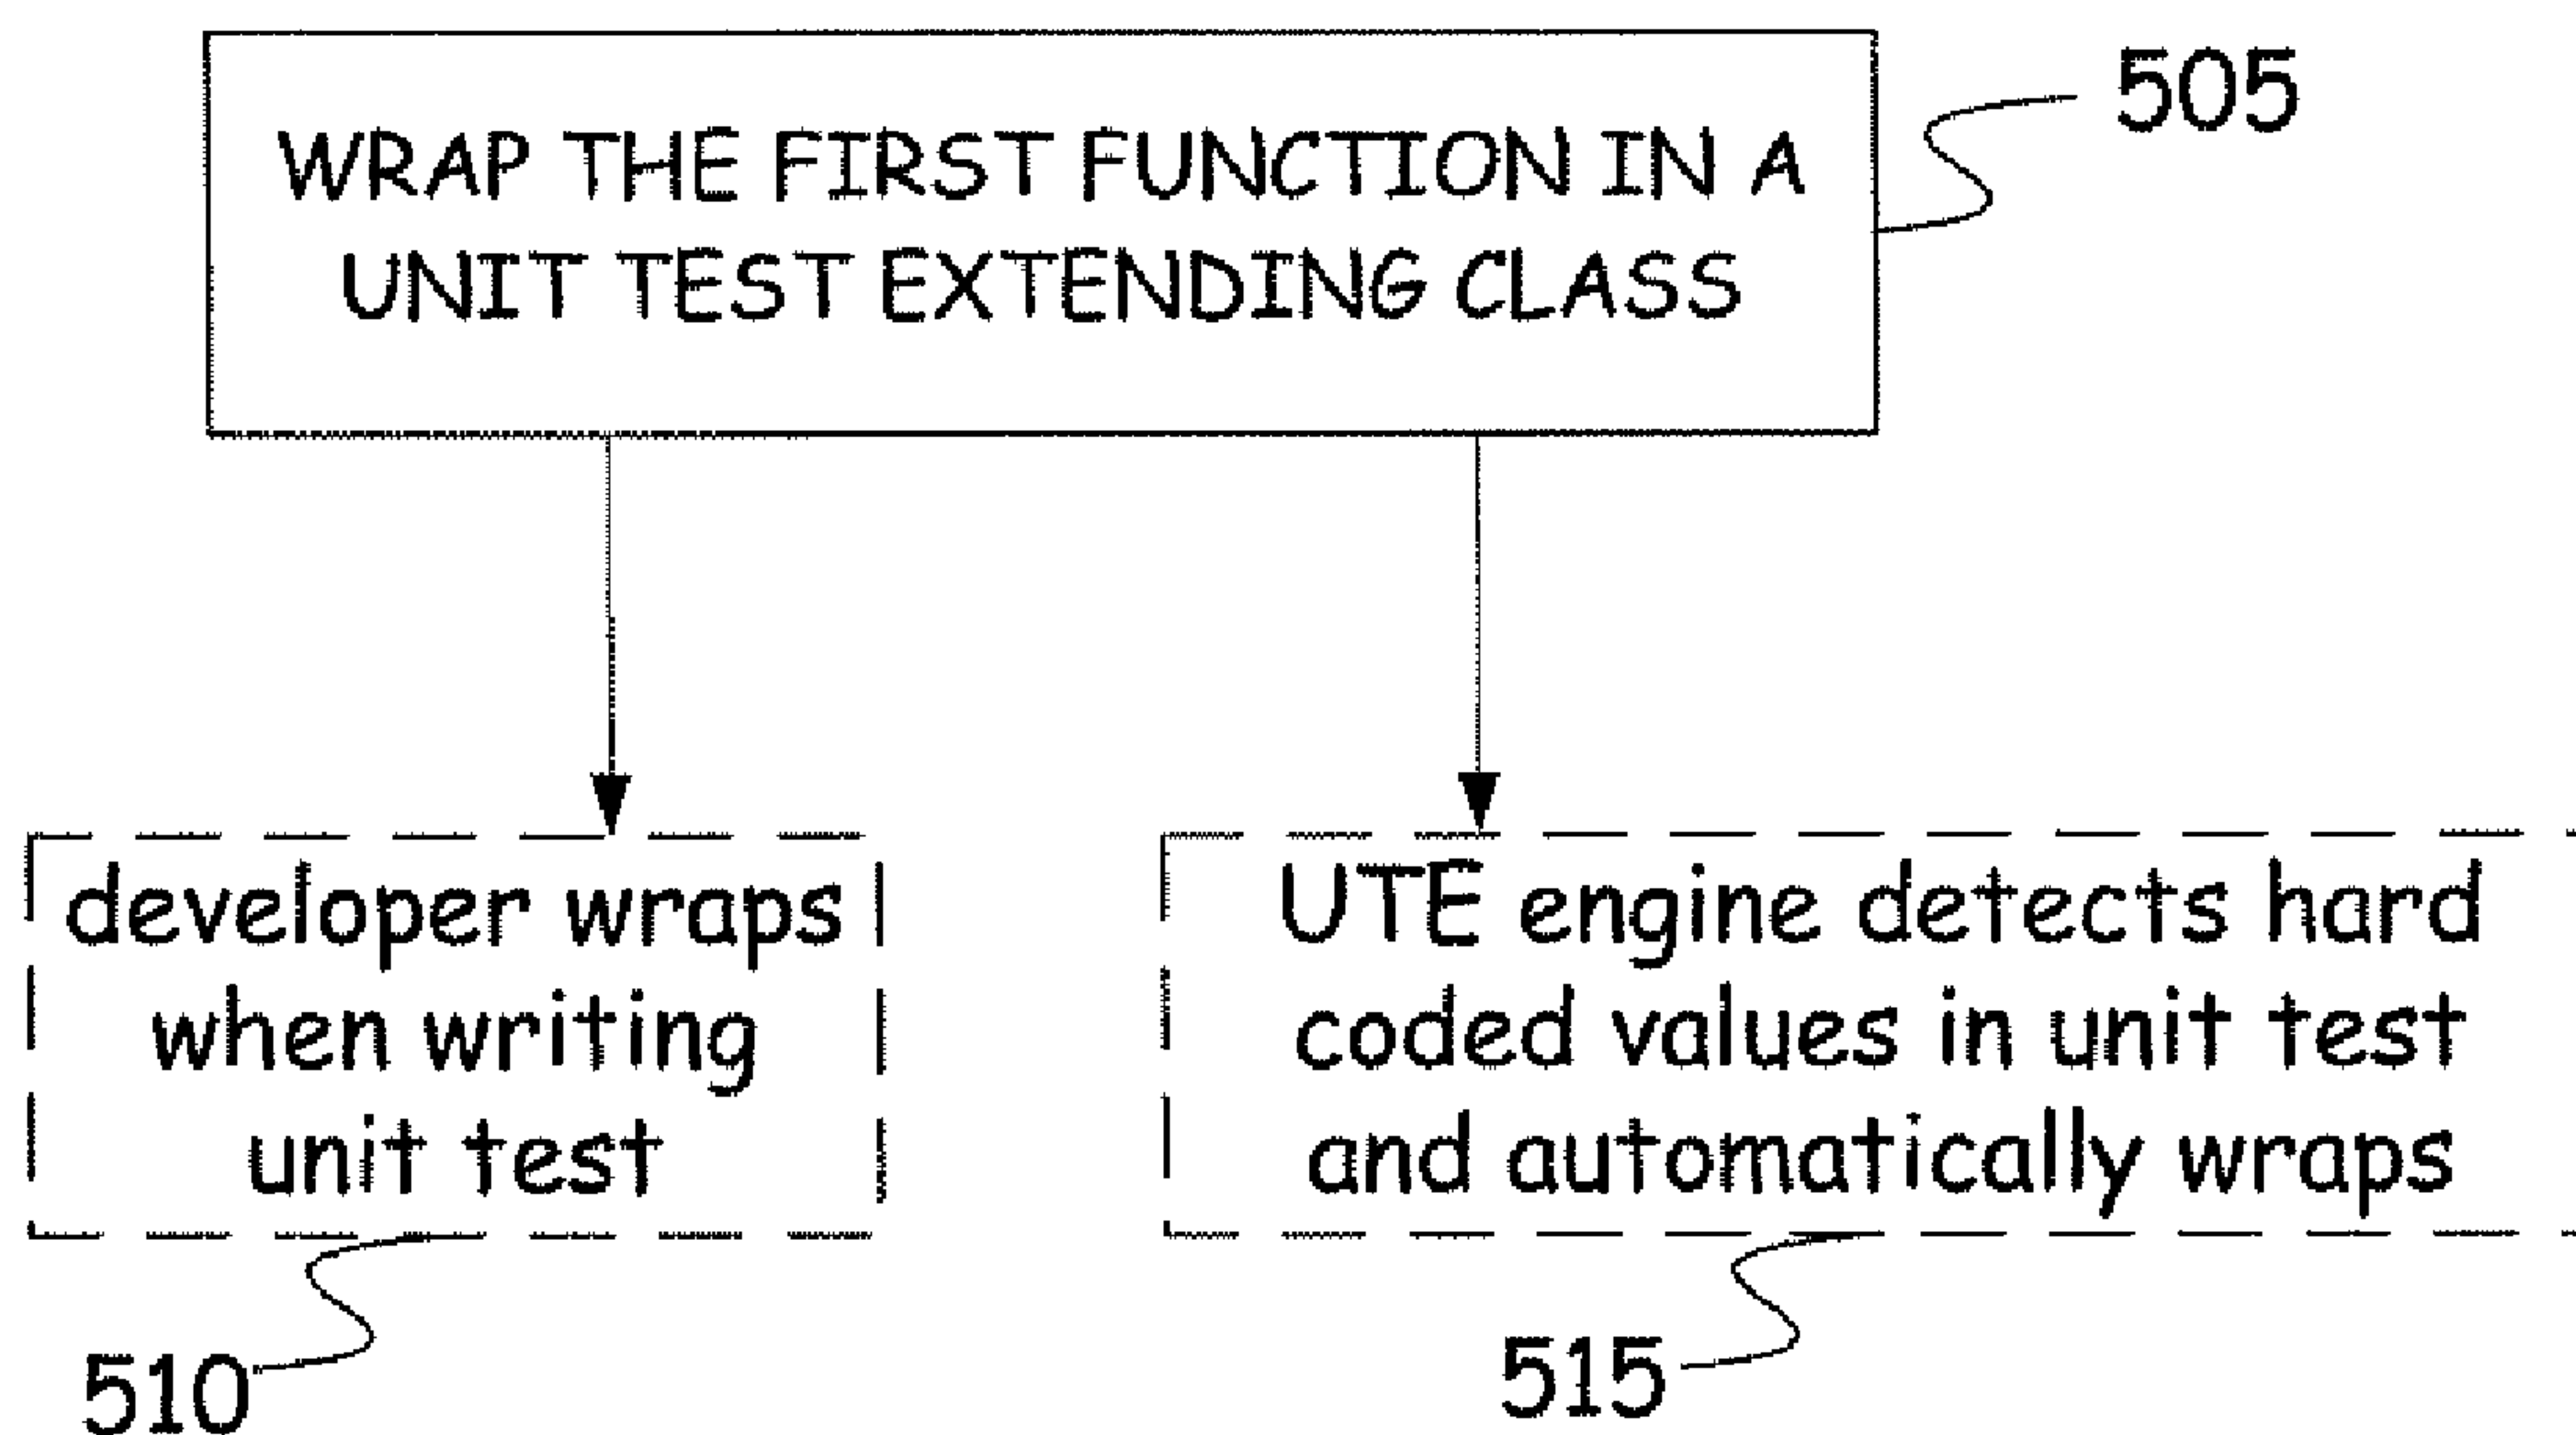 505
WRAP THE FIRST FUNCTION IN A
UNIT TEST EXTENDING CLASS
developer wraps
when writing
unit test
510
UTE engine detects hard
coded values in unit test
and automatically wraps
515